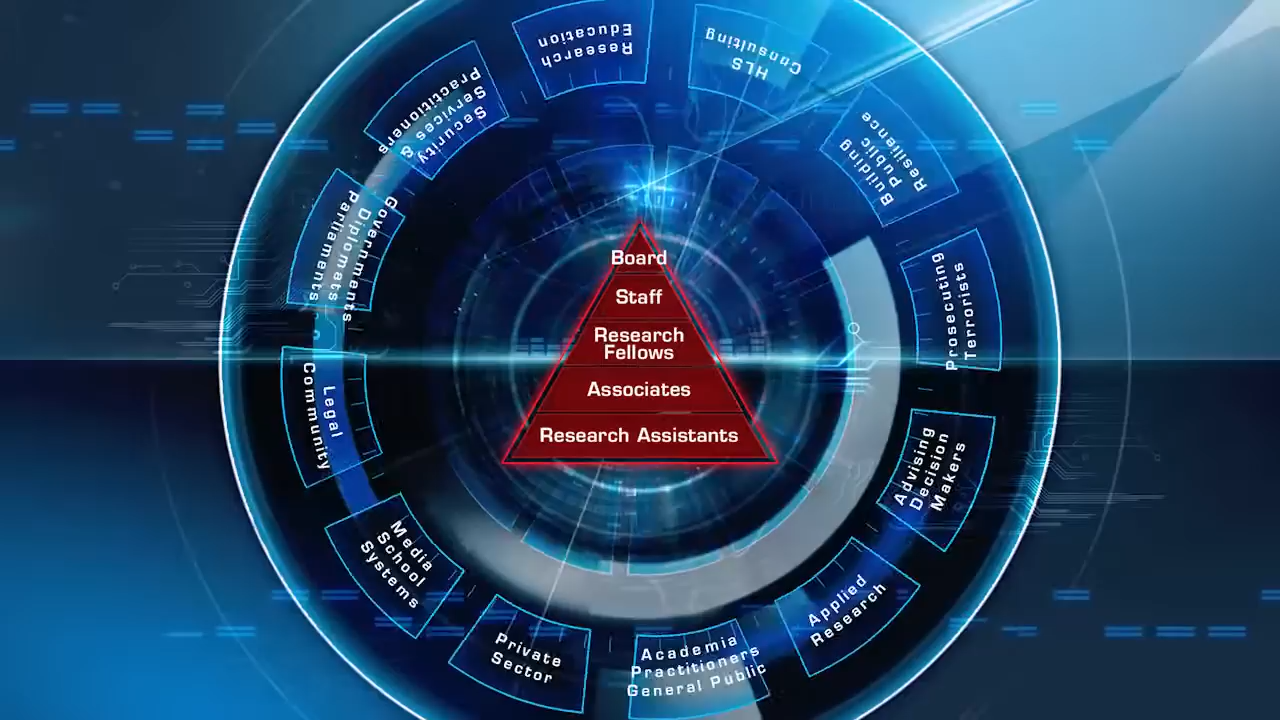 Board
Staff
Research
Fellows
Associates
Research Assistants
Research
Education
HLS
Consulting
Building
Public
Resilience
Prosecuting
Terrorists
Advising
Decision
Makers
Applied
Research
Academia
Practitioners
General Public
Private
Sector
Media
School
Systems
Legal
Community
Governmants
Diplomats
Parliaments
Security
Services &
Practitioners